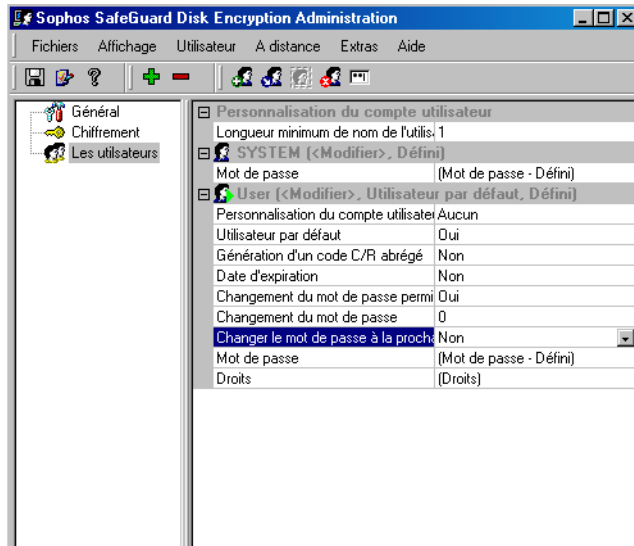 Sophos SafeGuard Disk Encryption Administration
Fichiers Affichage Utilisateur A distance Extras Aide
Général
Chiffrement
Les utilsateurs
Personnalisation du compte utilisateur
Longueur minimum de nom de l'utilis. 1
SYSTEM (<Modifier>, Défini)
Mot de passe (Mot de passe - Défini)
User (<Modifier>, Utilisateur par défaut, Défini)
Personnalisation du compte utilisate Aucun
Utilisateur par défaut Oui
Génération d'un code C/R abrégé Non
Date d'expiration Non
Changement du mot de passe permi Oui
Changement du mot de passe 0
Changer le mot de passe à la proch Non
Mot de passe (Mot de passe - Défini)
Droits (Droits)